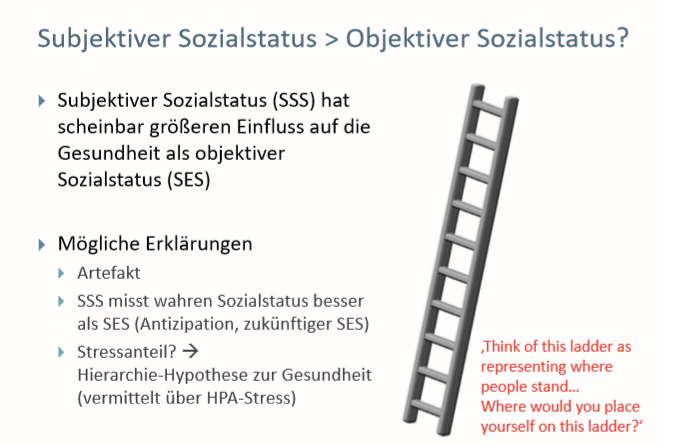 Subjektiver Sozialstatus > Objektiver Sozialstatus?
Subjektiver Sozialstatus (SSS) hat
scheinbar größeren Einfluss auf die
Gesundheit als objektiver
Sozialstatus (SES)
Mögliche Erklärungen
Artefakt
SSS misst wahren Sozialstatus besser
als SES (Antizipation, zukünftiger SES)
Stressanteil? →
Hierarchie-Hypothese zur Gesundheit
(vermittelt über HPA-Stress)
‚Think of this ladder as
representing where
people stand…
Where would you place
yourself on this ladder?‘